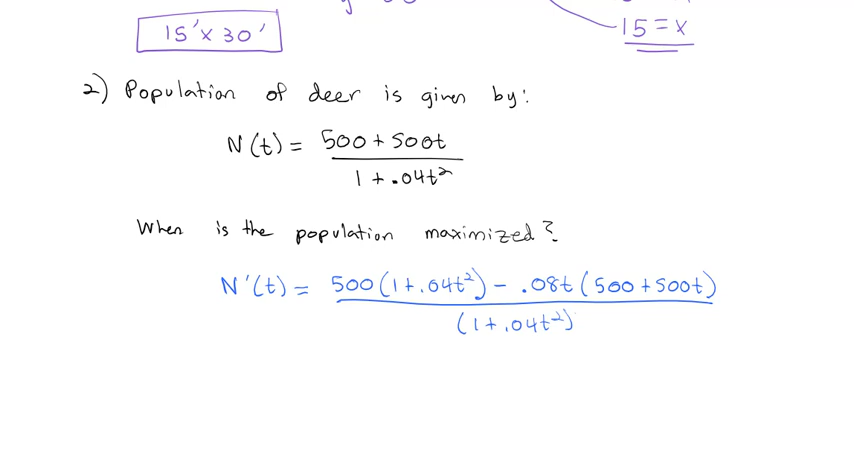 15' x 30'
15 = x
2) Population of deer is given by:
N(t) = (500 + 500t) / (1 + .04t²)
When is the population maximized?
N'(t) = (500(1 + .04t²) - .08t(500 + 500t)) / (1 + .04t²)